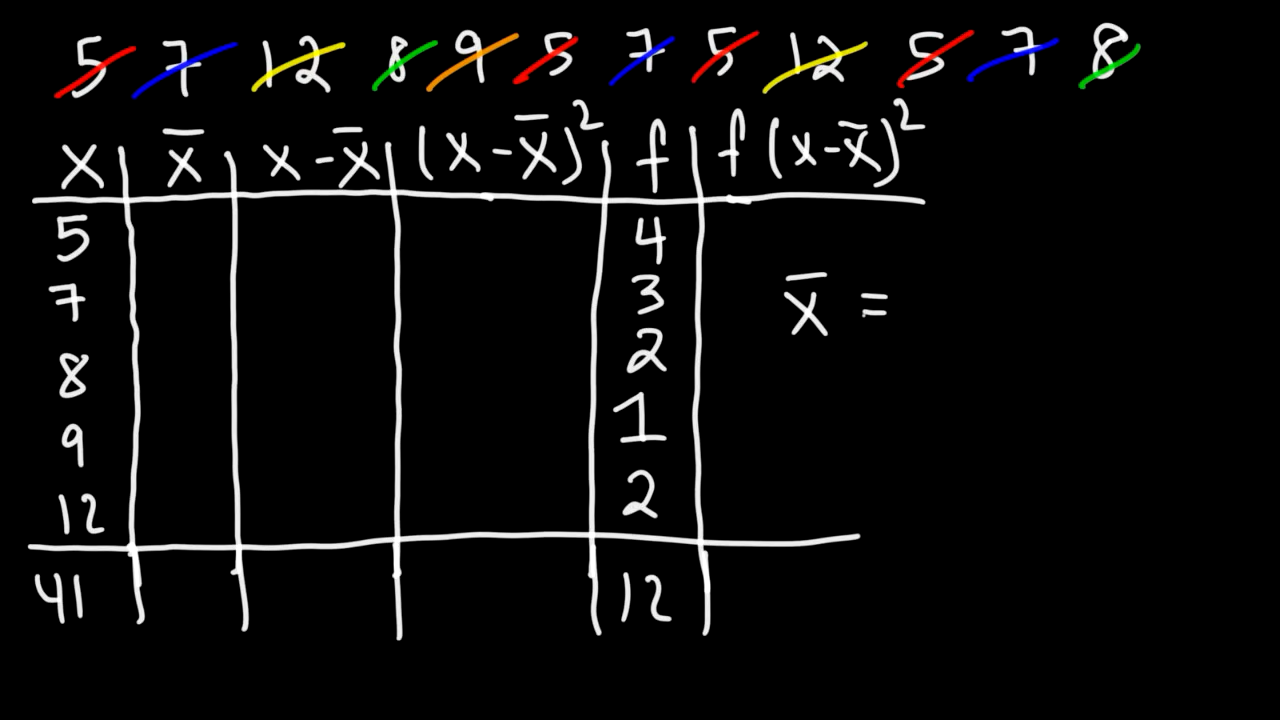 5 7 12 8 9 5 7 5 12 5 7 8
x x̄ x-x̄ (x-x̄)² f f(x-x̄)²
5 4
7 3
x̄ =
8 2
9 1
12 2
41 12